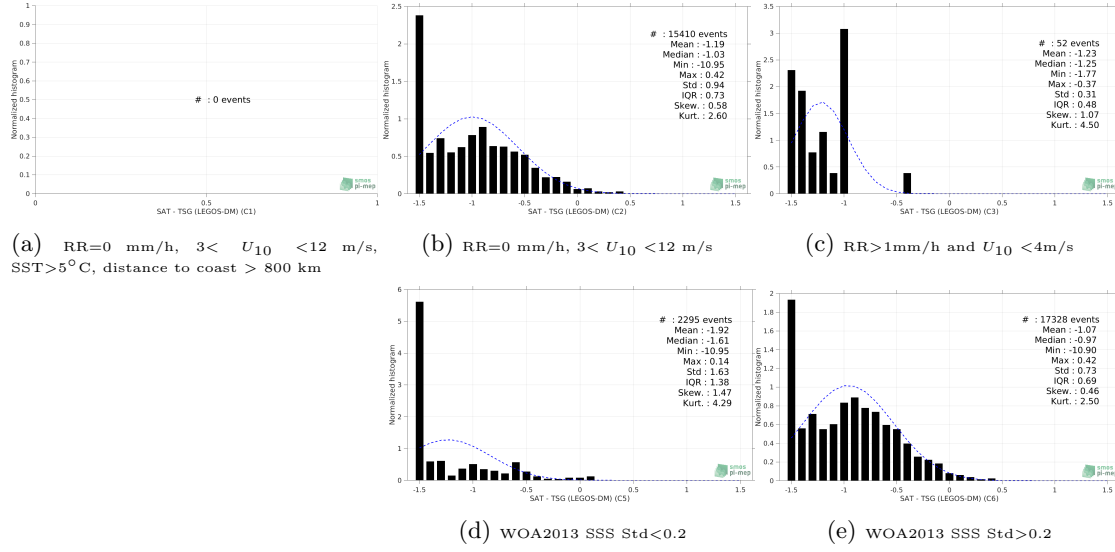 1
0.9
0.8
0.7
0.6
0.5
0.4
0.3
0.2
0.1
0
Normalized histogram
# : 0 events
smos
pi-mep
0 0.5 1
SAT - TSG (LEGOS-DM) (C1)
(a) RR=0 mm/h, 3< U10 <12 m/s,
SST>5°C, distance to coast > 800 km
2.5
2
1.5
1
0.5
0
Normalized histogram
# : 15410 events
Mean : -1.19
Median : -1.03
Min : -10.95
Max : 0.42
Std : 0.94
IQR : 0.73
Skew. : 0.58
Kurt. : 2.60
smos
pi-mep
-1.5 -1 -0.5 0 0.5 1 1.5
SAT - TSG (LEGOS-DM) (C2)
(b) RR=0 mm/h, 3< U10 <12 m/s
3.5
3
2.5
2
1.5
1
0.5
0
Normalized histogram
# : 52 events
Mean : -1.23
Median : -1.25
Min : -1.77
Max : -0.37
Std : 0.31
IQR : 0.48
Skew. : 1.07
Kurt. : 4.50
smos
pi-mep
-1.5 -1 -0.5 0 0.5 1 1.5
SAT - TSG (LEGOS-DM) (C3)
(c) RR>1mm/h and U10 <4m/s
6
5
4
3
2
1
0
Normalized histogram
# : 2295 events
Mean : -1.92
Median : -1.61
Min : -10.95
Max : 0.14
Std : 1.63
IQR : 1.38
Skew. : 1.47
Kurt. : 4.29
smos
pi-mep
-1.5 -1 -0.5 0 0.5 1 1.5
SAT - TSG (LEGOS-DM) (C5)
(d) WOA2013 SSS Std<0.2
2
1.8
1.6
1.4
1.2
1
0.8
0.6
0.4
0.2
0
Normalized histogram
# : 17328 events
Mean : -1.07
Median : -0.97
Min : -10.90
Max : 0.42
Std : 0.73
IQR : 0.69
Skew. : 0.46
Kurt. : 2.50
smos
pi-mep
-1.5 -1 -0.5 0 0.5 1 1.5
SAT - TSG (LEGOS-DM) (C6)
(e) WOA2013 SSS Std>0.2